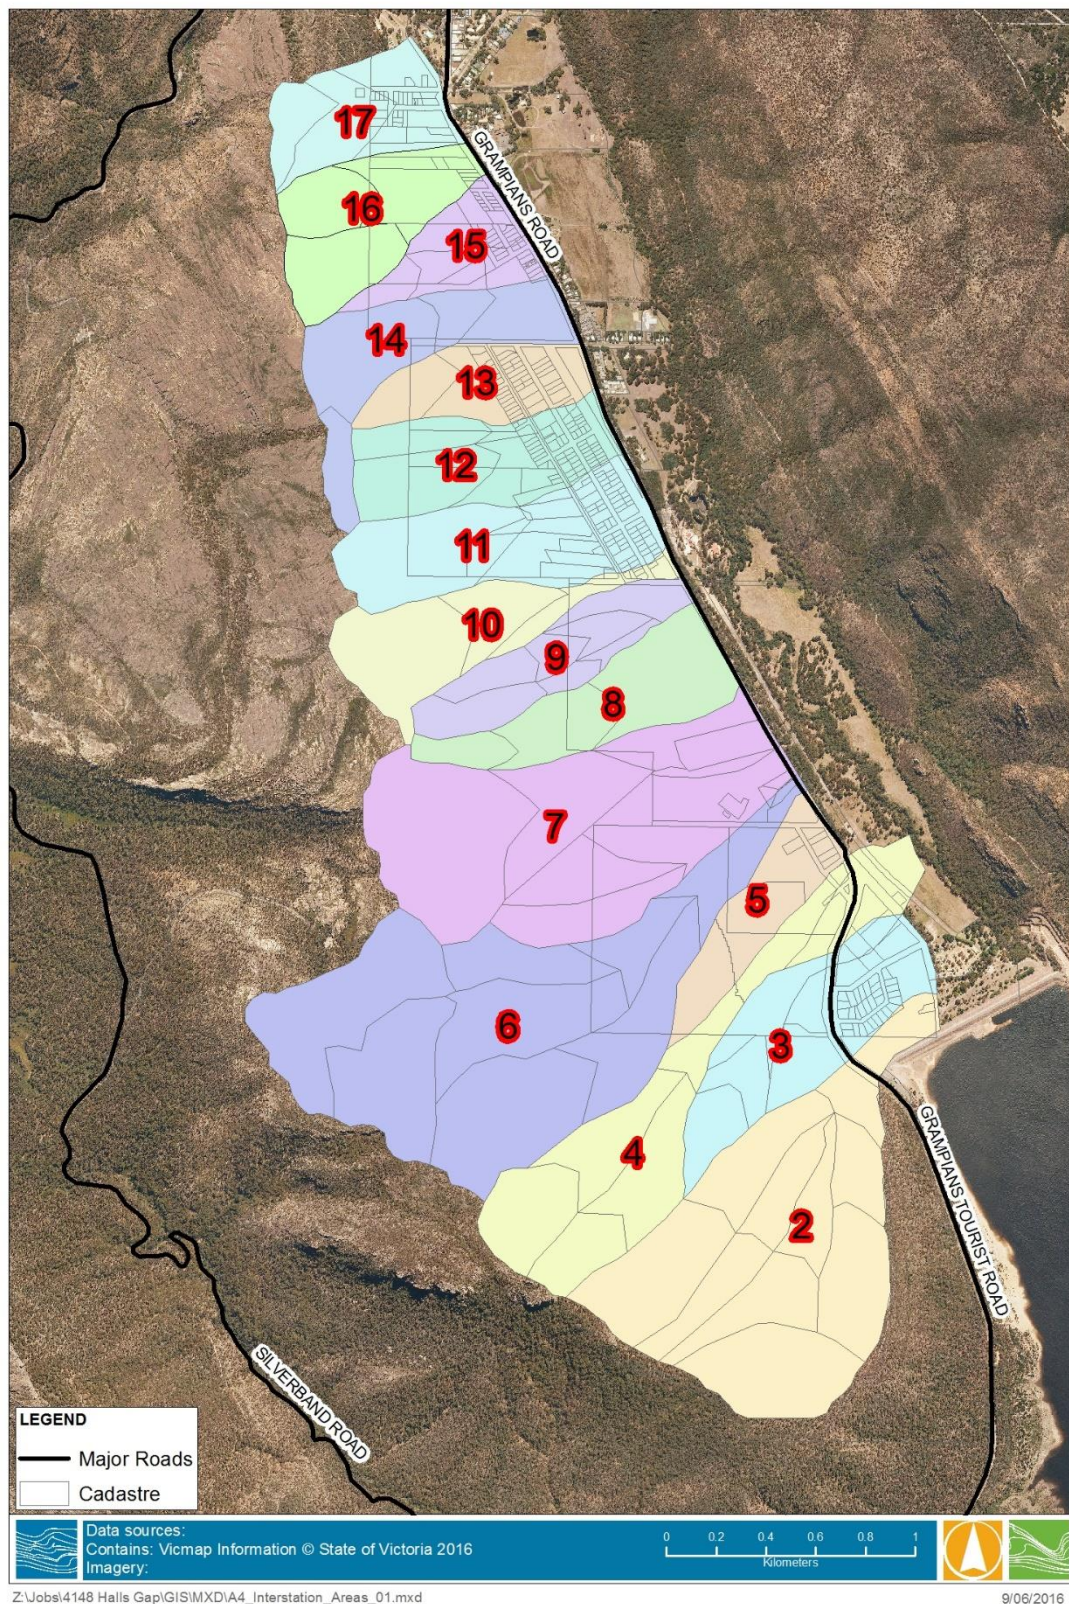 17
GRAMPIANS ROAD
16
15
14
13
12
11
10
9
8
7
5
6
3
4
2
GRAMPIANS TOURIST ROAD
SILVERBAND ROAD
LEGEND
Major Roads
Cadastre
Data sources:
Contains: Vicmap Information © State of Victoria 2016
Imagery:
0 0.2 0.4 0.6 0.8 1
Kilometers
Z:\Jobs\4148 Halls Gap\GIS\MXD\A4_Interstation_Areas_01.mxd
9/06/2016